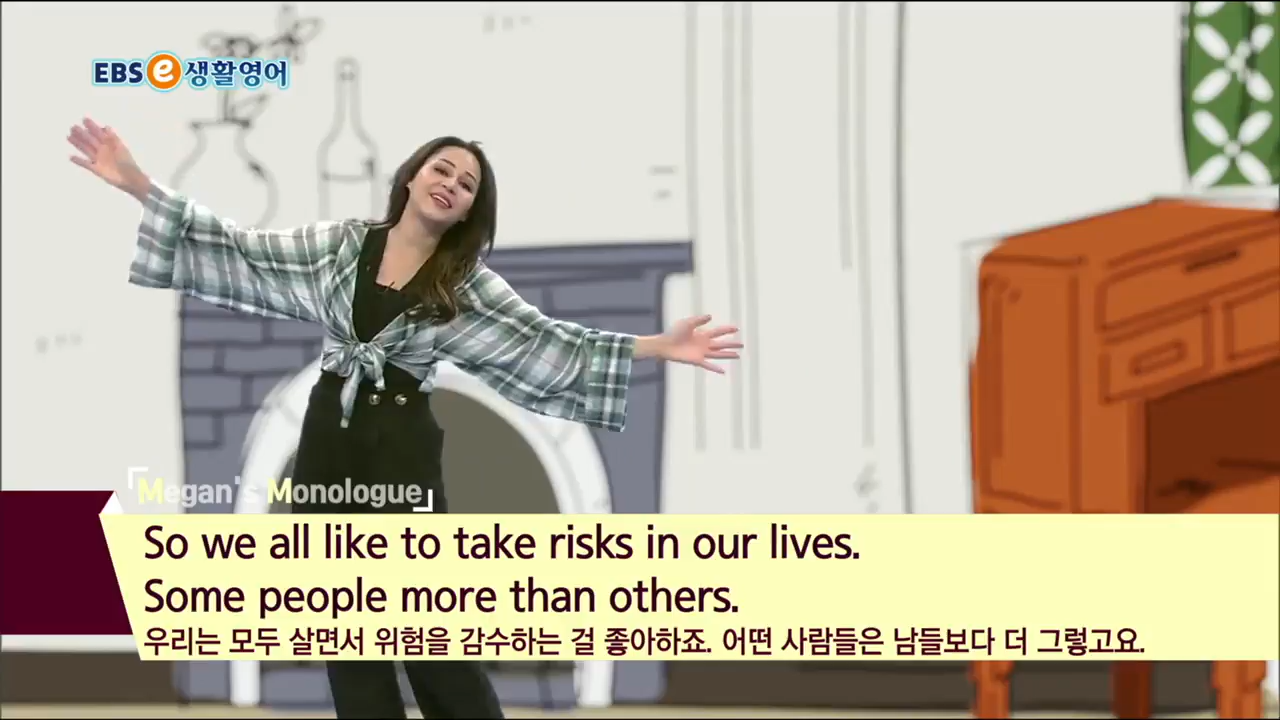 EBS e 생활영어
Megan's Monologue
So we all like to take risks in our lives.
Some people more than others.
우리는 모두 살면서 위험을 감수하는 걸 좋아하죠. 어떤 사람들은 남들보다 더 그렇고요.